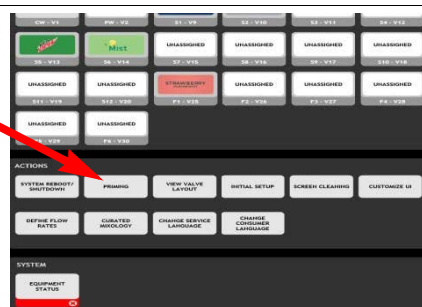 CW - V1 PW - V2 S1 - V9 S2 - V10 S3 - V11 S4 - V12
Mist UNASSIGNED UNASSIGNED UNASSIGNED UNASSIGNED
S5 - V13 S6 - V14 S7 - V15 S8 - V16 S9 - V17 S10 - V18
UNASSIGNED UNASSIGNED STRAWBERRY UNASSIGNED UNASSIGNED UNASSIGNED
S11 - V19 S12 - V20 F1 - V25 F2 - V26 F3 - V27 F4 - V28
UNASSIGNED UNASSIGNED
F5 - V29 F6 - V30
ACTIONS
SYSTEM REBOOT/ PRIMING VIEW VALVE INITIAL SETUP SCREEN CLEANING CUSTOMIZE UI
SHUTDOWN LAYOUT
DEFINE FLOW CURATED CHANGE SERVICE CHANGE
RATES MIXOLOGY LANGUAGE CONSUMER
LANGUAGE
SYSTEM
EQUIPMENT
STATUS